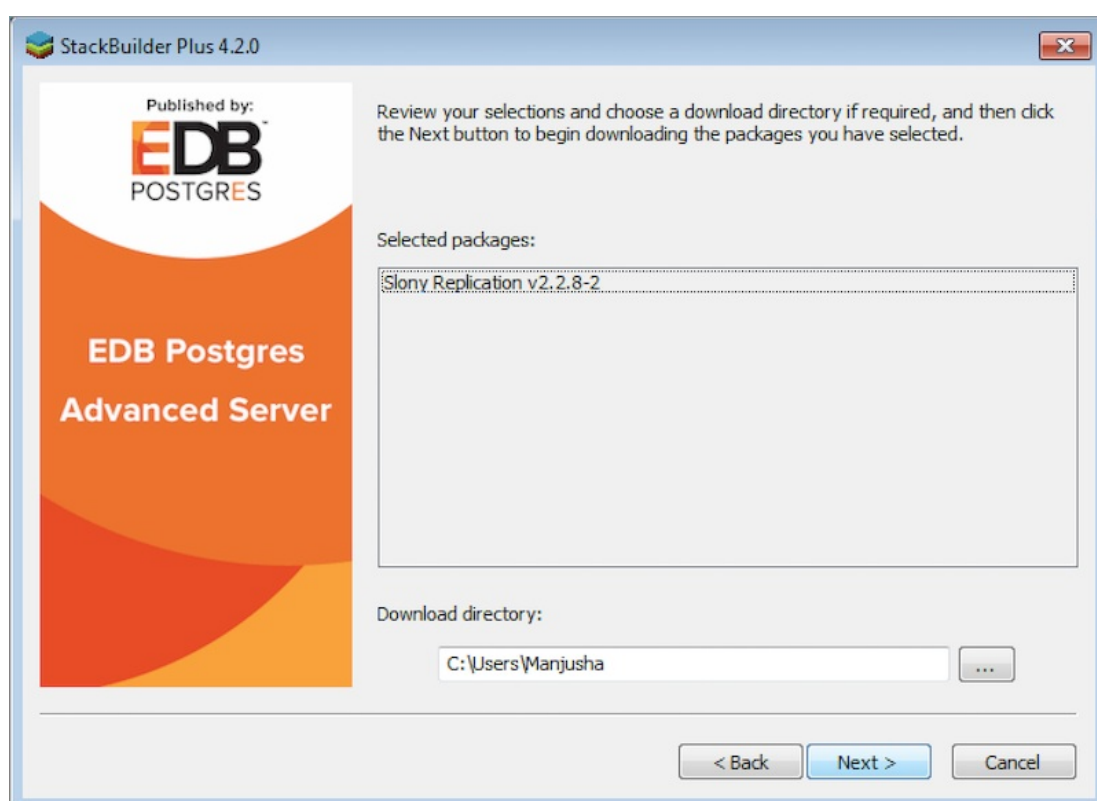 StackBuilder Plus 4.2.0
Published by:
EDB™
POSTGRES
EDB Postgres
Advanced Server
Review your selections and choose a download directory if required, and then click
the Next button to begin downloading the packages you have selected.
Selected packages:
Slony Replication v2.2.8-2
Download directory:
C:\Users\Manjusha
...
< Back
Next >
Cancel